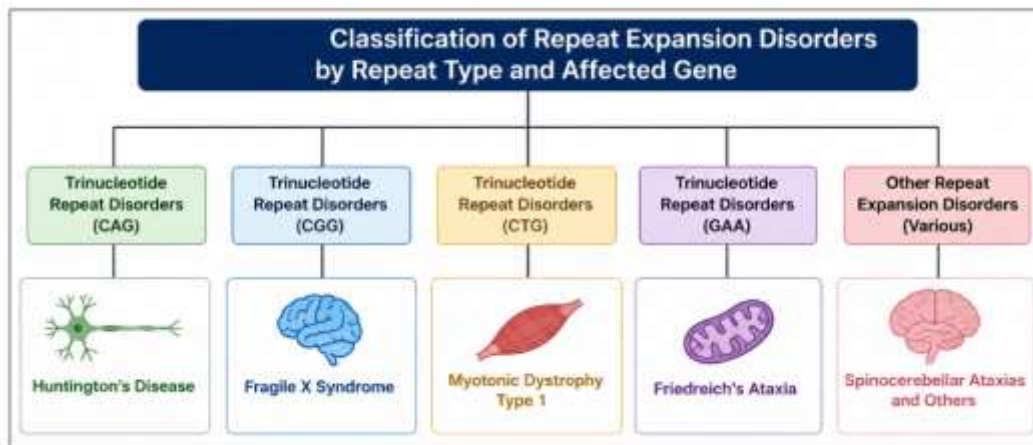 Classification of Repeat Expansion Disorders
by Repeat Type and Affected Gene
Trinucleotide
Repeat Disorders
(CAG)
Trinucleotide
Repeat Disorders
(CGG)
Trinucleotide
Repeat Disorders
(CTG)
Trinucleotide
Repeat Disorders
(GAA)
Other Repeat
Expansion Disorders
(Various)
Huntington's Disease
Fragile X Syndrome
Myotonic Dystrophy
Type 1
Friedreich's Ataxia
Spinocerebellar Ataxias
and Others